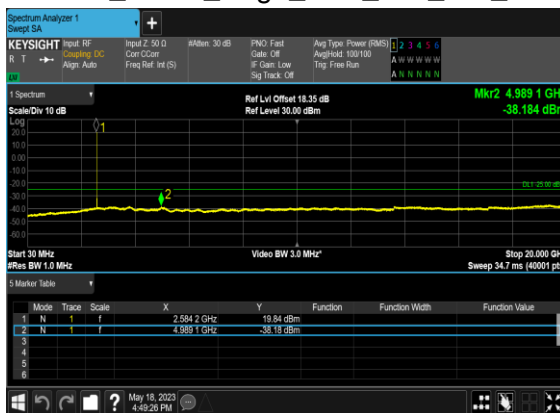 Spectrum Analyzer 1
Swept SA
+
KEYSIGHT Input: RF Input Z: 50 Ω #Atten: 30 dB PNO: Fast Avg Type: Power (RMS) 1 2 3 4 5 6
R T Coupling: DC Corr CCorr Gate: Off Avg|Hold: 100/100 A W W W W W
Align: Auto Freq Ref: Int (S) IF Gain: Low Trig: Free Run
LU Sig Track: Off A N N N N N
1 Spectrum Ref Lvl Offset 18.35 dB Mkr2 4.989 1 GH
Scale/Div 10 dB Ref Level 30.00 dBm -38.184 dBm
Log
20.0
10.0
0.00
-10.0
-20.0
-30.0
-40.0
-50.0
-60.0
1
2
DL1 -25.00 dB
Start 30 MHz Video BW 3.0 MHz* Stop 20.000 GH
#Res BW 1.0 MHz Sweep 34.7 ms (40001 pt
5 Marker Table
Mode Trace Scale X Y Function Function Width Function Value
1 N 1 f 2.584 2 GHz 19.84 dBm
2 N 1 f 4.989 1 GHz -38.18 dBm
3
4
5
6
? May 18, 2023
4:49:26 PM